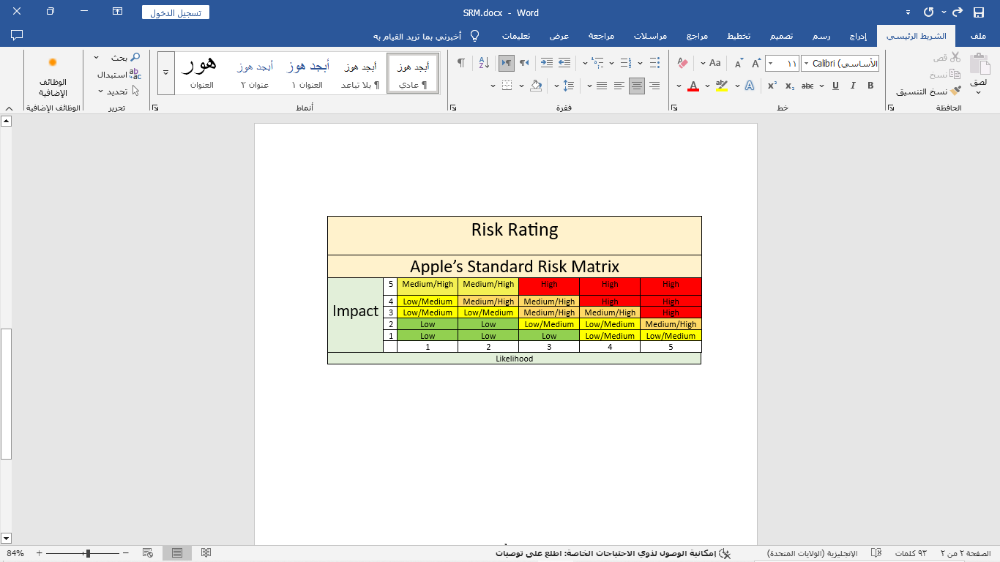 تسجيل الدخول
SRM.docx - Word
ملف
الشريط الرئيسي
إدراج
رسم
تصميم
تخطيط
مراجع
مراسلات
مراجعة
عرض
تعليمات
أخبرني بما تريد القيام به
لصق
قص
نسخ
نسخ التنسيق
الحافظة
Calibri (الأساسي)
١١
Aa
B I U abc x₂ x² A A
خط
فقرة
أبجد هوز
¶ عادي
أبجد هوز
¶ بلا تباعد
أبجد هوز
العنوان ١
أبجد هوز
عنوان ٢
هور
العنوان
أنماط
بحث
استبدال
تحديد
تحرير
الوظائف
الإضافية
الوظائف الإضافية
Risk Rating
Apple's Standard Risk Matrix
Impact
5 Medium/High Medium/High High High High
4 Low/Medium Medium/High Medium/High High High
3 Low/Medium Low/Medium Medium/High Medium/High High
2 Low Low Low/Medium Low/Medium Medium/High
1 Low Low Low Low/Medium Low/Medium
1 2 3 4 5
Likelihood
الصفحة ٢ من ٢
٩٣ كلمات
الإنجليزية (الولايات المتحدة)
إمكانية الوصول لذوي الاحتياجات الخاصة: اطلع على توصيات
84%